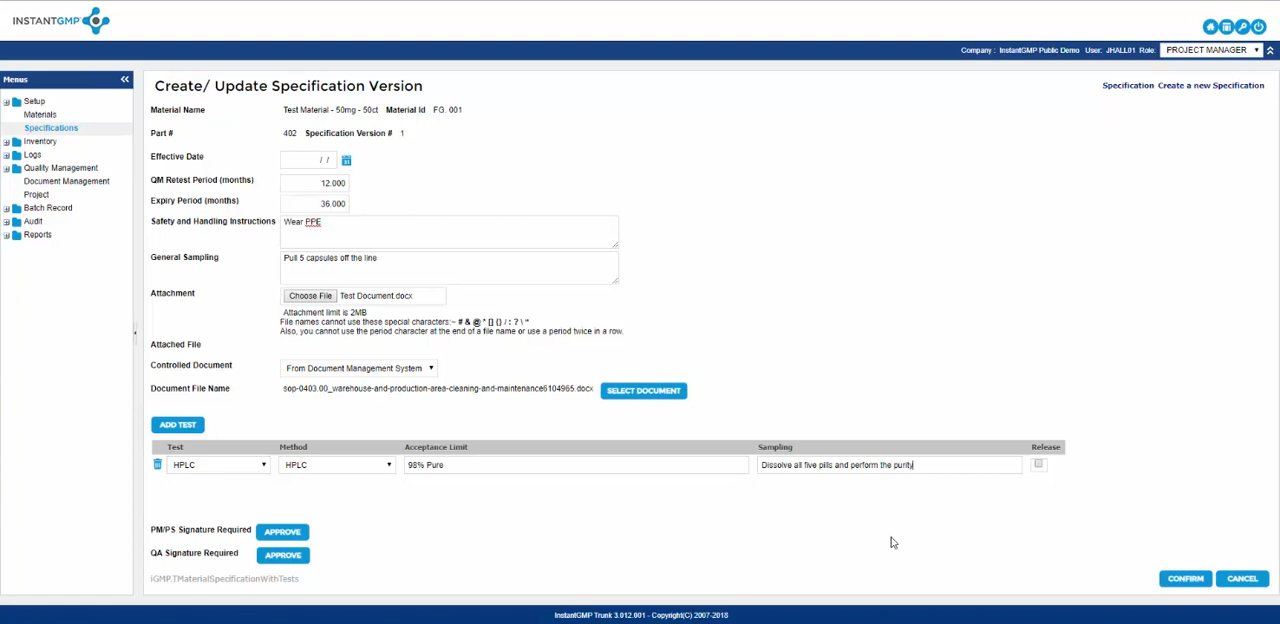 INSTANTGMP
Company : InstantGMP Public Demo User: JHALL01 Role: PROJECT MANAGER
Menus
Setup
Materials
Specifications
Inventory
Logs
Quality Management
Document Management
Project
Batch Record
Audit
Reports
Create/ Update Specification Version
Specification Create a new Specification
Material Name Test Material - 50mg - 50ct Material Id FG. 001
Part # 402 Specification Version # 1
Effective Date / /
QM Retest Period (months) 12.000
Expiry Period (months) 36.000
Safety and Handling Instructions Wear PPE
General Sampling Pull 5 capsules off the line
Attachment Choose File Test Document.docx
Attachment limit is 2MB
File names cannot use these special characters:~ # & @ * [] {} / : ? \ "
Also, you cannot use the period character at the end of a file name or use a period twice in a row.
Attached File
Controlled Document From Document Management System
Document File Name sop-0403.00_warehouse-and-production-area-cleaning-and-maintenance6104965.docx SELECT DOCUMENT
ADD TEST
Test Method Acceptance Limit Sampling Release
HPLC HPLC 98% Pure Dissolve all five pills and perform the purity
PM/PS Signature Required APPROVE
QA Signature Required APPROVE
iGMP.TMaterialSpecificationWithTests
CONFIRM CANCEL
InstantGMP Trunk 3.012.001 - Copyright(C) 2007-2018